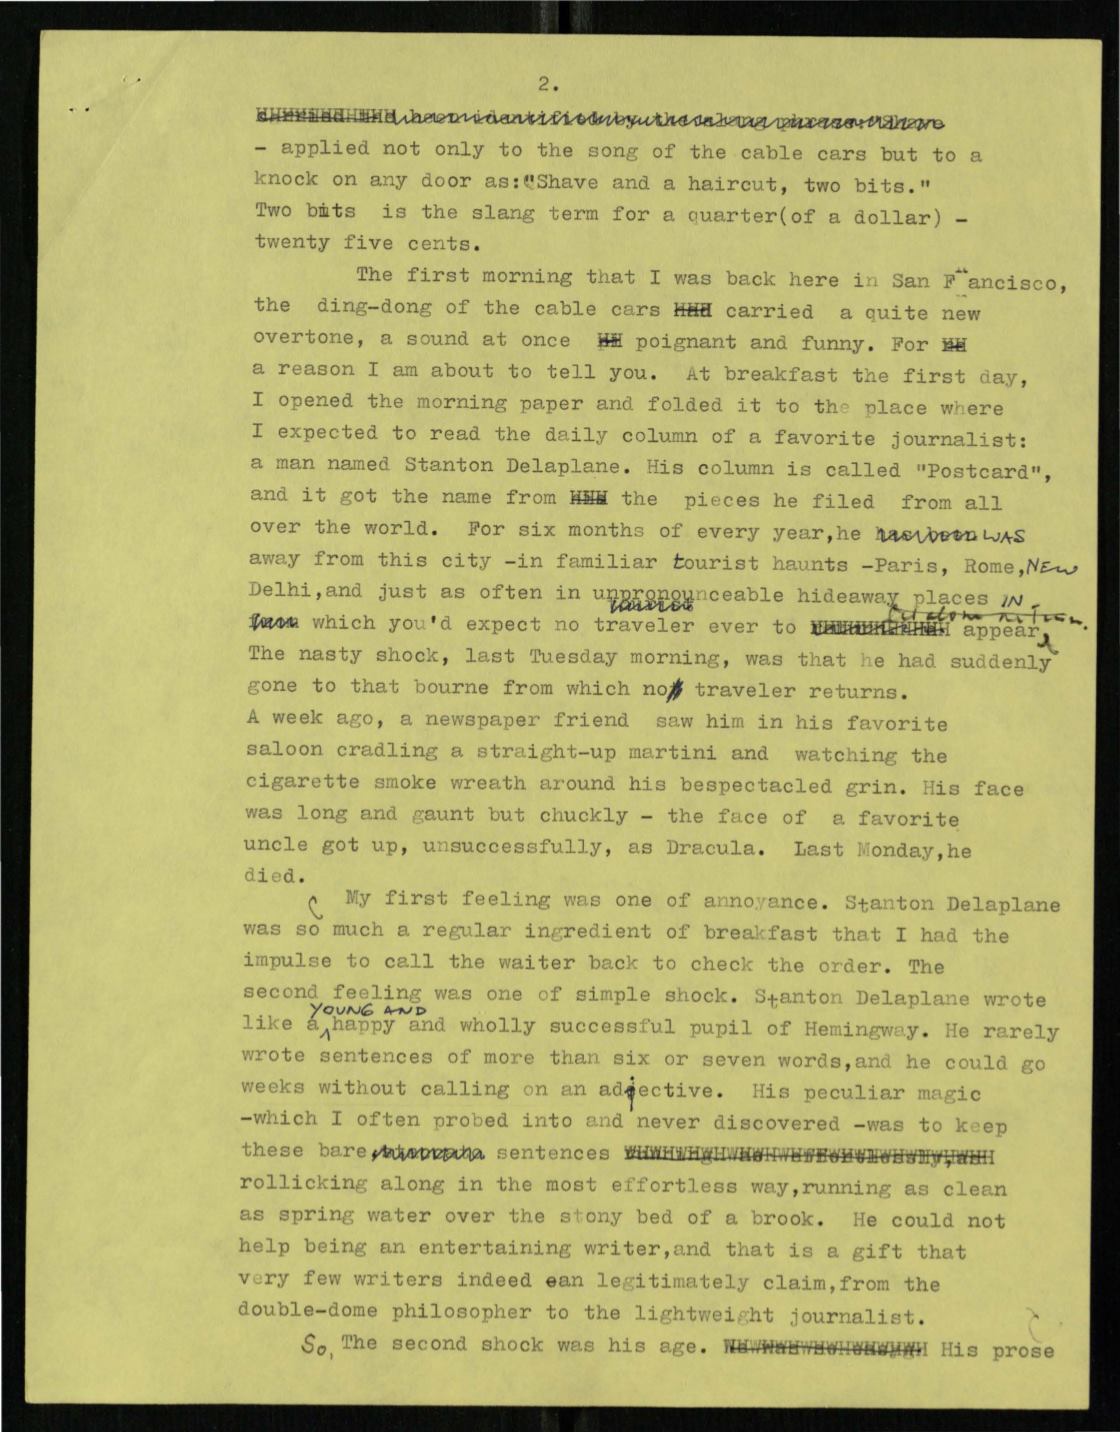 2.
- applied not only to the song of the cable cars but to a
knock on any door as:"Shave and a haircut, two bits."
Two bits is the slang term for a quarter(of a dollar) -
twenty five cents.
The first morning that I was back here in San Francisco,
the ding-dong of the cable cars carried a quite new
overtone, a sound at once poignant and funny. For
a reason I am about to tell you. At breakfast the first day,
I opened the morning paper and folded it to the place where
I expected to read the daily column of a favorite journalist:
a man named Stanton Delaplane. His column is called "Postcard",
and it got the name from the pieces he filed from all
over the world. For six months of every year,he has been WAS
away from this city -in familiar tourist haunts -Paris, Rome,NEW
Delhi,and just as often in unpronounceable hideaway places IN
which you'd expect no traveler ever to appear.
The nasty shock, last Tuesday morning, was that he had suddenly
gone to that bourne from which no traveler returns.
A week ago, a newspaper friend saw him in his favorite
saloon cradling a straight-up martini and watching the
cigarette smoke wreath around his bespectacled grin. His face
was long and gaunt but chuckly - the face of a favorite
uncle got up, unsuccessfully, as Dracula. Last Monday,he
died.
My first feeling was one of annoyance. Stanton Delaplane
was so much a regular ingredient of breakfast that I had the
impulse to call the waiter back to check the order. The
second feeling was one of simple shock. Stanton Delaplane wrote
like a YOUNG AND happy and wholly successful pupil of Hemingway. He rarely
wrote sentences of more than six or seven words,and he could go
weeks without calling on an adjective. His peculiar magic
-which I often probed into and never discovered -was to keep
these bare sentences
rollicking along in the most effortless way,running as clean
as spring water over the stony bed of a brook. He could not
help being an entertaining writer,and that is a gift that
very few writers indeed can legitimately claim,from the
double-dome philosopher to the lightweight journalist.
So, The second shock was his age. His prose